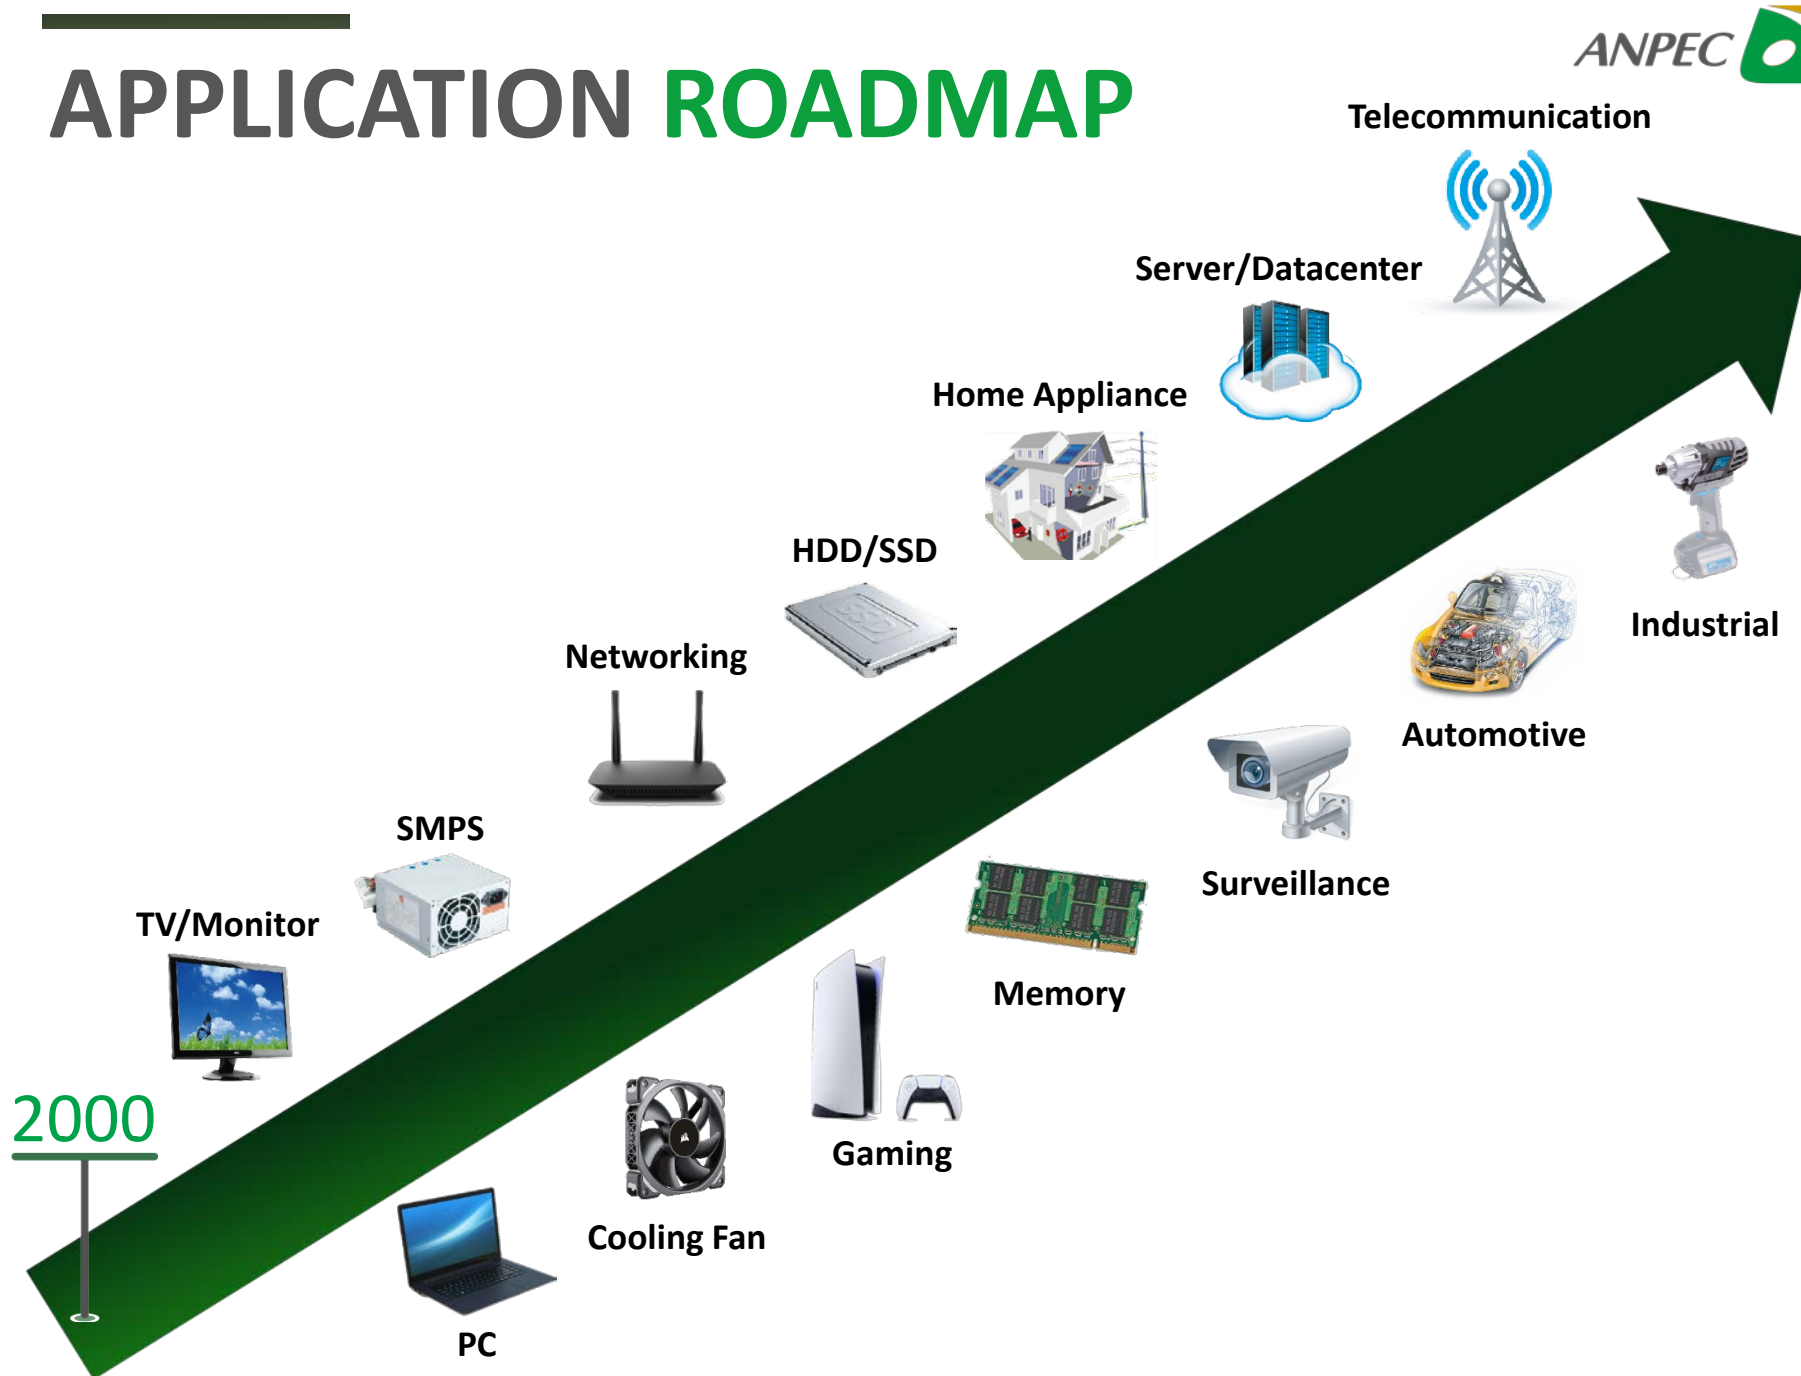 ANPEC
APPLICATION ROADMAP
Telecommunication
Server/Datacenter
Home Appliance
HDD/SSD
SSD
Networking
Industrial
Automotive
SMPS
Surveillance
TV/Monitor
Memory
2000
Gaming
Cooling Fan
PC